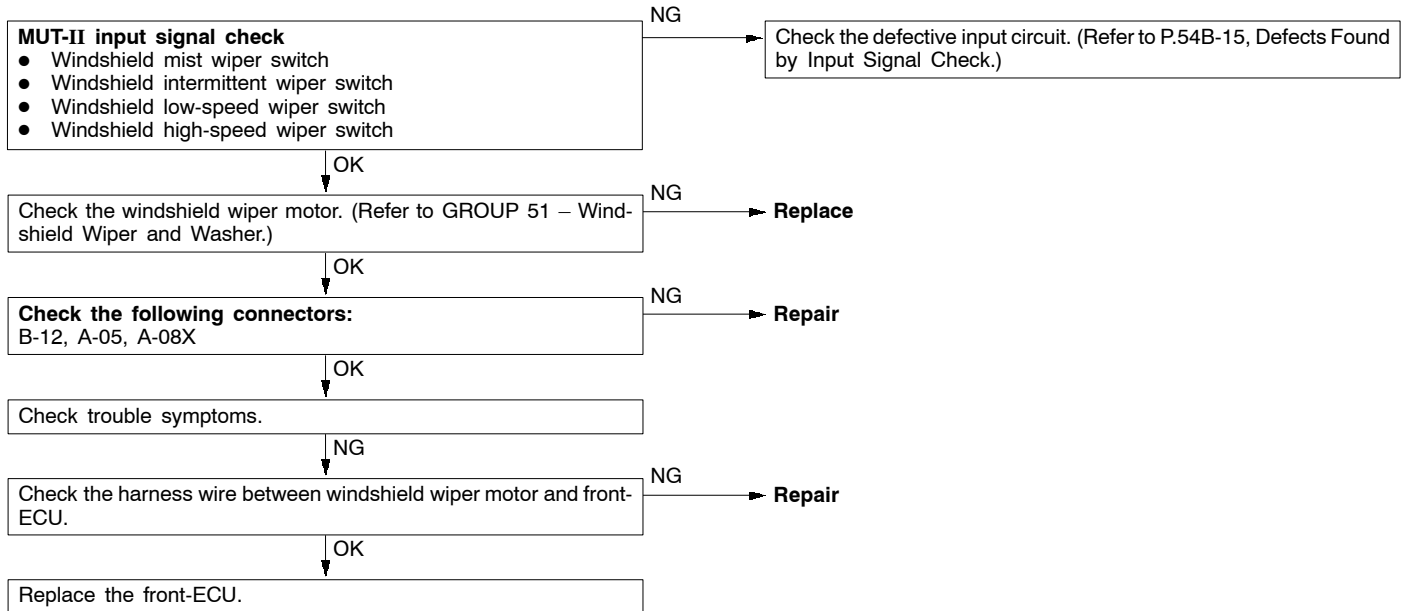 NG
MUT-II input signal check
● Windshield mist wiper switch
● Windshield intermittent wiper switch
● Windshield low-speed wiper switch
● Windshield high-speed wiper switch
Check the defective input circuit. (Refer to P.54B-15, Defects Found
by Input Signal Check.)
OK
NG
Check the windshield wiper motor. (Refer to GROUP 51 – Wind-
shield Wiper and Washer.)
Replace
OK
NG
Check the following connectors:
B-12, A-05, A-08X
Repair
OK
Check trouble symptoms.
NG
NG
Check the harness wire between windshield wiper motor and front-
ECU.
Repair
OK
Replace the front-ECU.